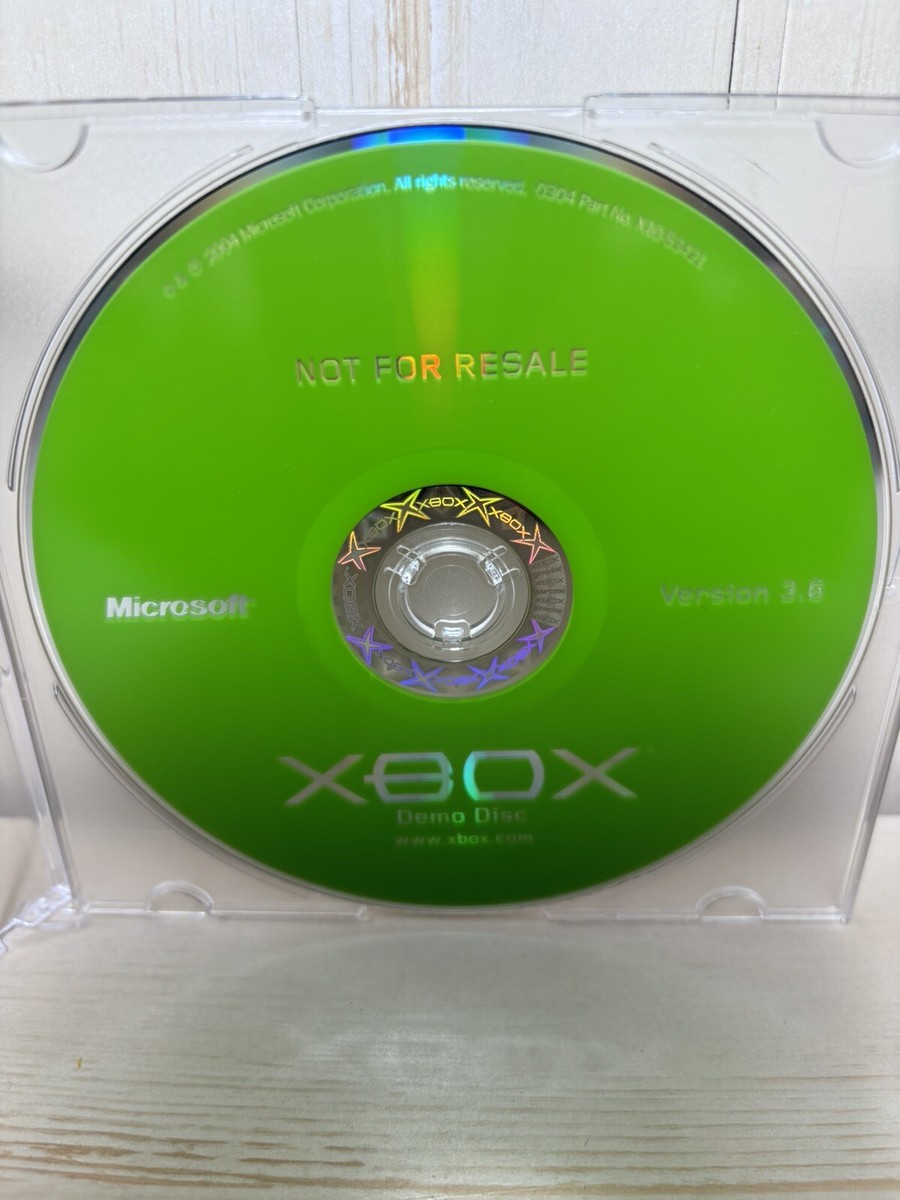 ℗ & © 2004 Microsoft Corporation. All rights reserved. 0304 Part No. X10-53421
NOT FOR RESALE
XBOX XBOX XBOX
Microsoft
Version 3.6
XBOX
Demo Disc
www.xbox.com